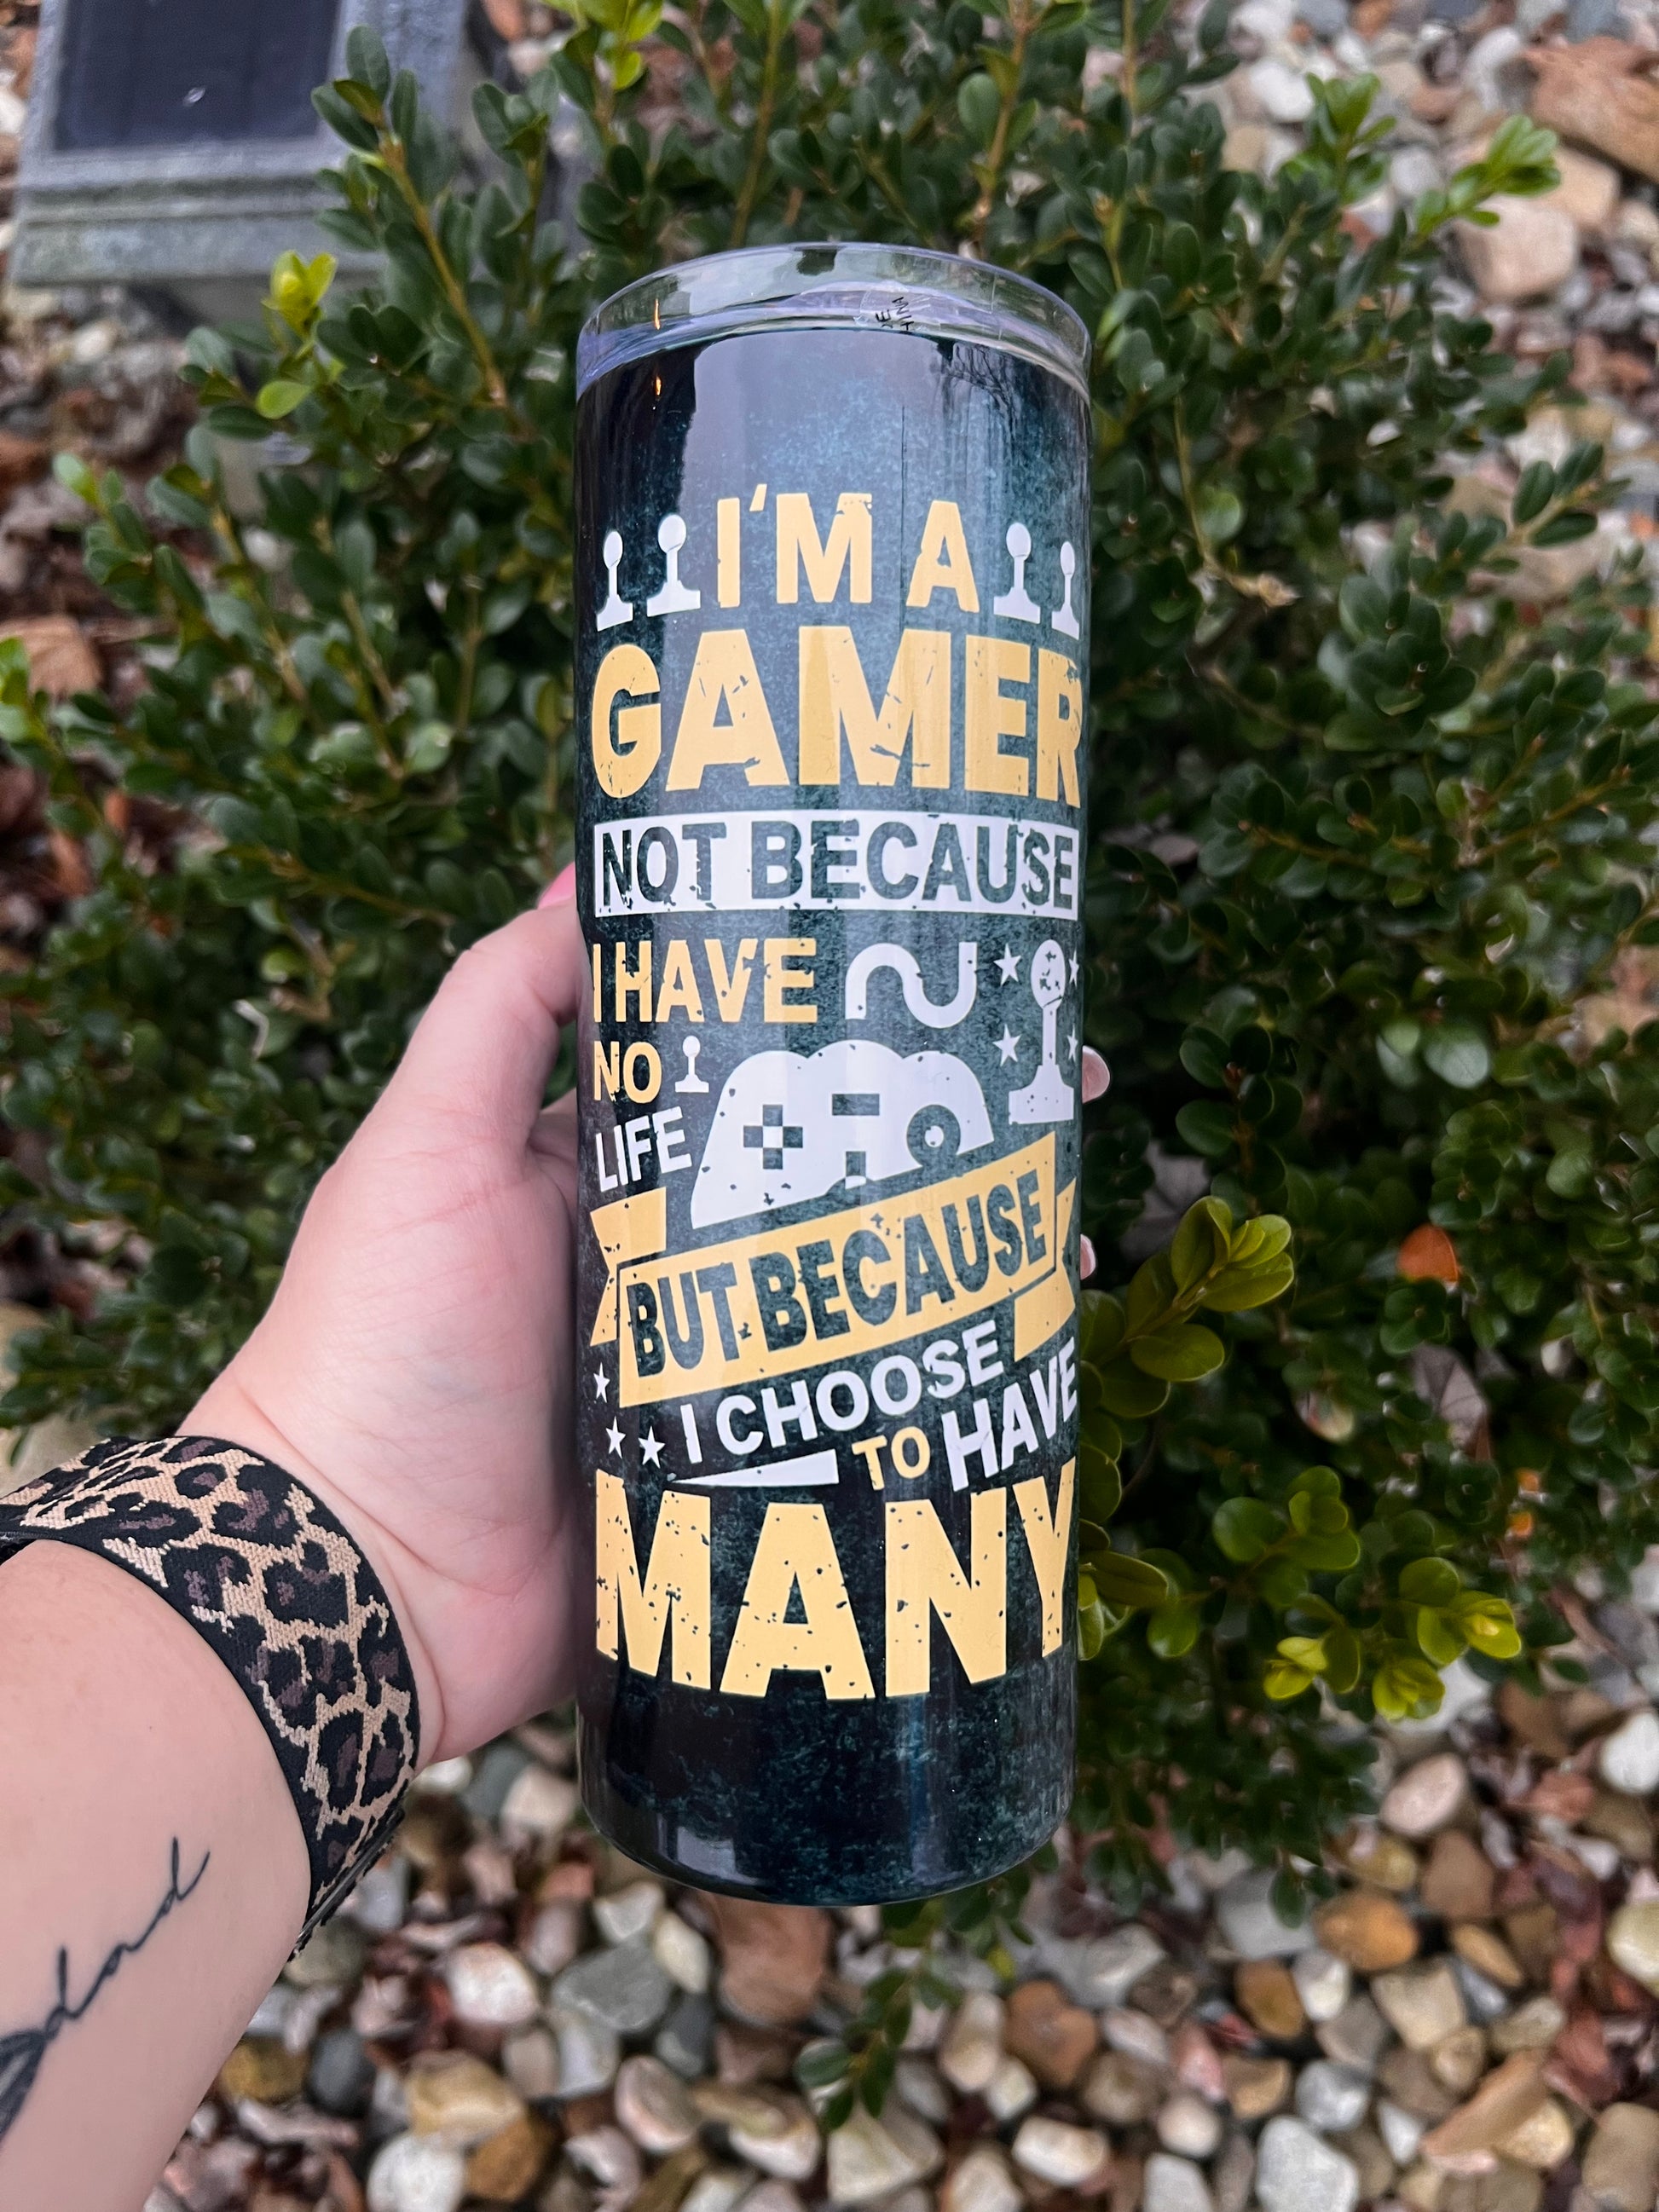 I'M A
GAMER
NOT BECAUSE
I HAVE
NO
LIFE
BUT BECAUSE
I CHOOSE
TO HAVE
MANY